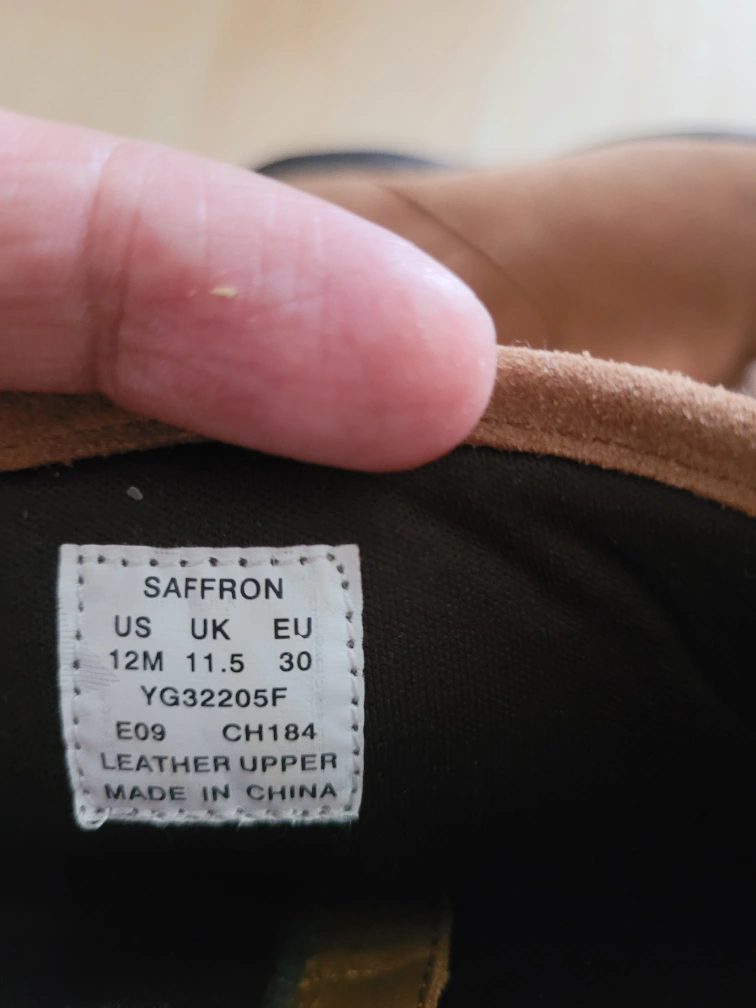 SAFFRON
US UK EU
12M 11.5 30
YG32205F
E09 CH184
LEATHER UPPER
MADE IN CHINA